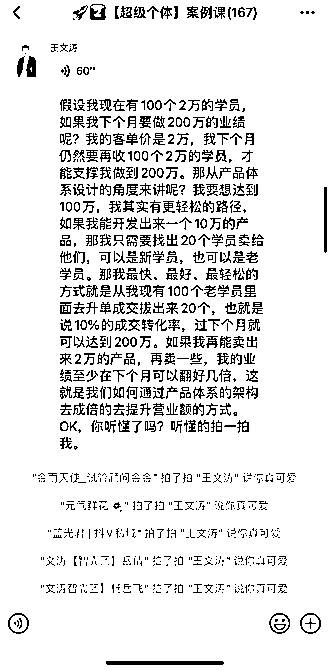 【超级个体】案例课(167)
王文涛
60"
假设我现在有100个2万的学员，
如果我下个月要做200万的业绩
呢？我的客单价是2万，我下个月
仍然要再收100个2万的学员，才
能支撑我做到200万。那从产品体
系设计的角度来讲呢？我要想达到
100万，我其实有更轻松的路径，
如果我能开发出来一个10万的产
品，那我只需要找出20个学员卖给
他们，可以是新学员，也可以是老
学员。那我最快、最好、最轻松的
方式就是从我现有100个老学员里
面去升单成交拔出来20个，也就是
说10%的成交转化率，过下个月就
可以达到200万。如果我再能卖出
来2万的产品，再卖一些，我的业
绩至少在下个月可以翻好几倍，这
就是我们如何通过产品体系的架构
去成倍的去提升营业额的方式。
OK，你听懂了吗？听懂的拍一拍
我。
拍了拍 "王文涛" 说你真可爱
"元气鲜花 拍了拍 "王文涛" 说你真可爱
"蓝光君 | 抖V私域" 拍了拍 "王文涛" 说你真可爱
拍了拍 "王文涛" 说你真可爱
拍了拍 "王文涛" 说你真可爱